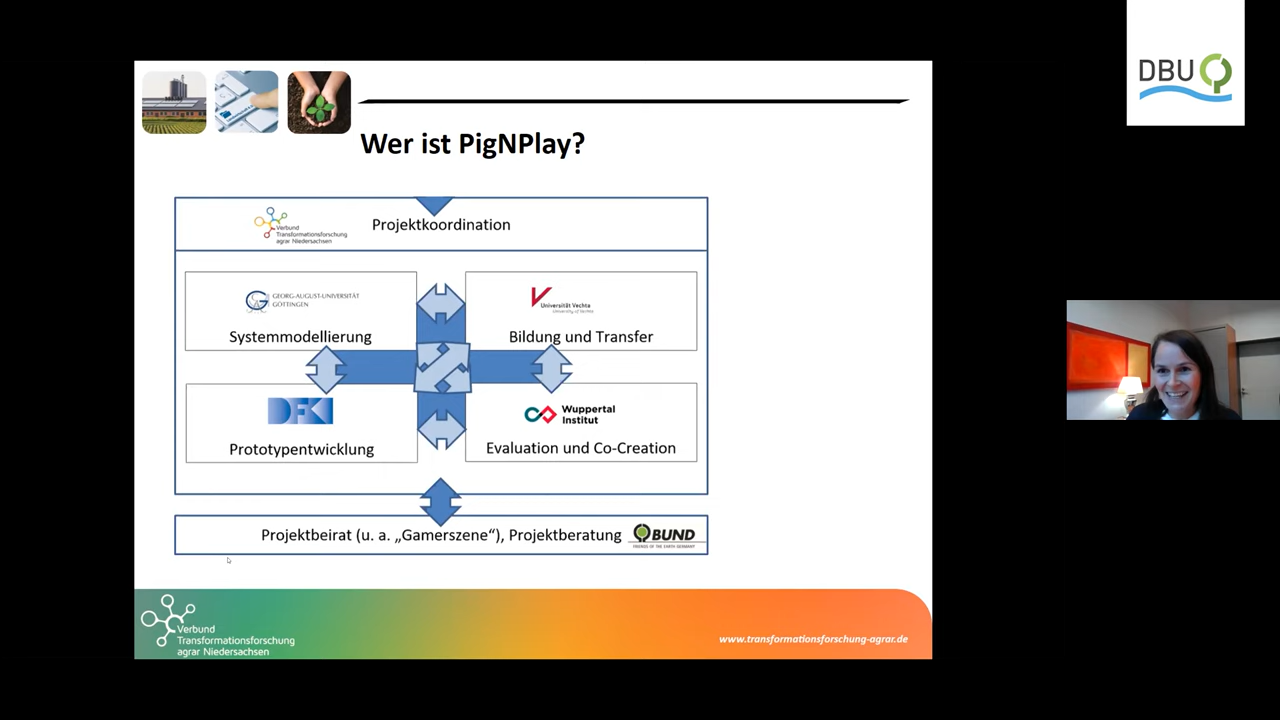 DBU
Wer ist PigNPlay?
Verbund
Transformationsforschung
agrar Niedersachsen
Projektkoordination
GEORG-AUGUST-UNIVERSITÄT
GÖTTINGEN
Systemmodellierung
Universität Vechta
University of Vechta
Bildung und Transfer
DFKI
Prototypentwicklung
Wuppertal
Institut
Evaluation und Co-Creation
Projektbeirat (u. a. „Gamerszene“), Projektberatung
BUND
FRIENDS OF THE EARTH GERMANY
Verbund
Transformationsforschung
agrar Niedersachsen
www.transformationsforschung-agrar.de